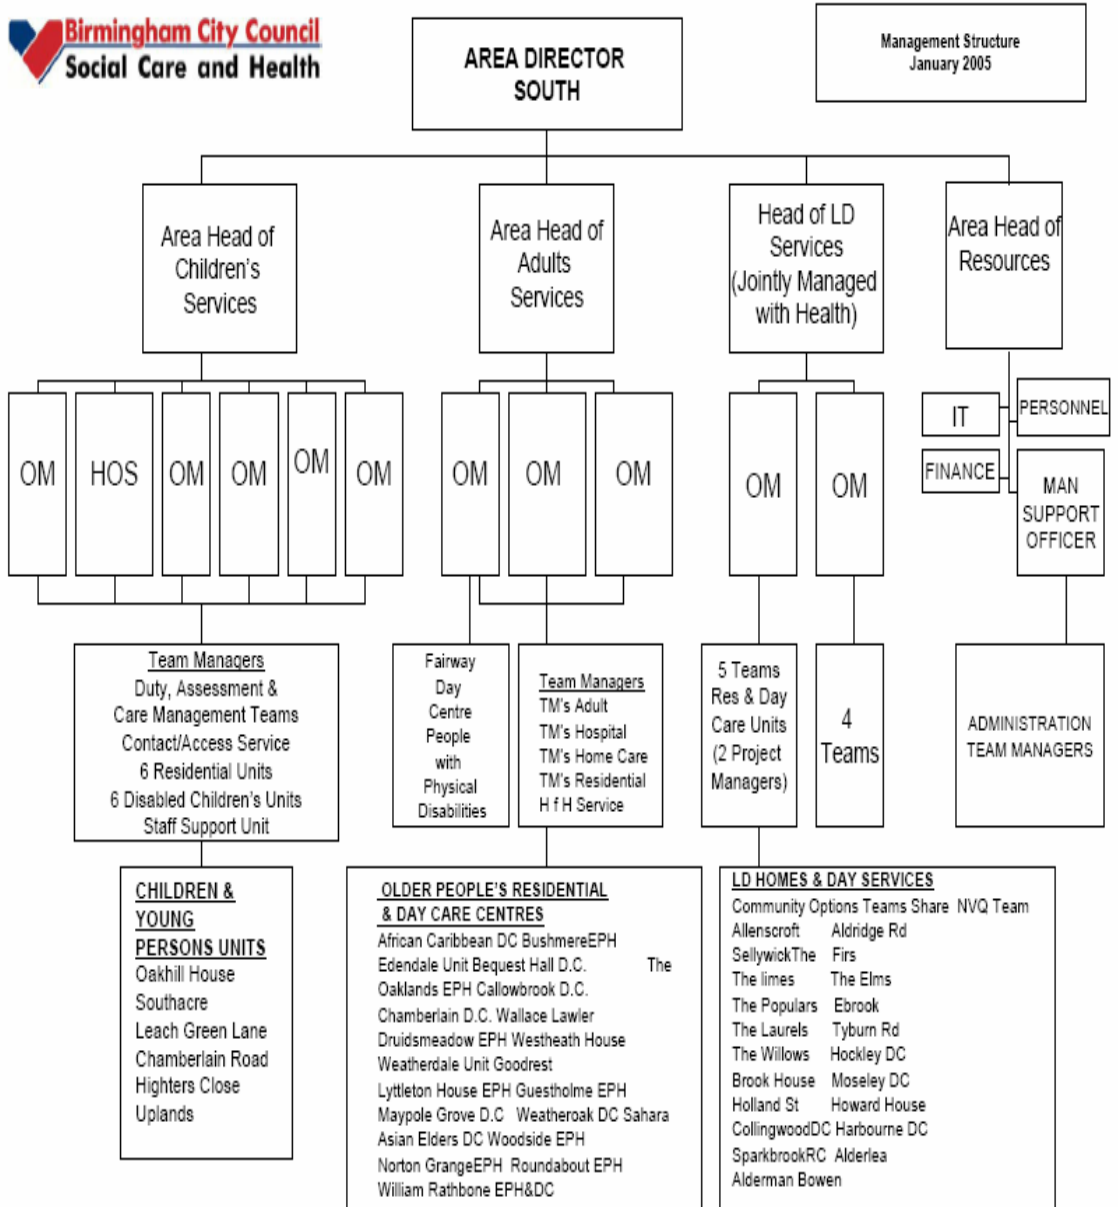 Birmingham City Council
Social Care and Health
AREA DIRECTOR
SOUTH
Management Structure
January 2005
Area Head of
Children's
Services
Area Head of
Adults
Services
Head of LD
Services
(Jointly Managed
with Health)
Area Head of
Resources
OM
HOS
OM
OM
OM
OM
OM
OM
OM
OM
OM
IT
PERSONNEL
FINANCE
MAN
SUPPORT
OFFICER
Team Managers
Duty, Assessment &
Care Management Teams
Contact/Access Service
6 Residential Units
6 Disabled Children's Units
Staff Support Unit
Fairway
Day
Centre
People
with
Physical
Disabilities
Team Managers
TM's Adult
TM's Hospital
TM's Home Care
TM's Residential
H f H Service
5 Teams
Res & Day
Care Units
(2 Project
Managers)
4
Teams
ADMINISTRATION
TEAM MANAGERS
CHILDREN &
YOUNG
PERSONS UNITS
Oakhill House
Southacre
Leach Green Lane
Chamberlain Road
Highters Close
Uplands
OLDER PEOPLE'S RESIDENTIAL
& DAY CARE CENTRES
African Caribbean DC BushmereEPH
Edendale Unit Bequest Hall D.C. The
Oaklands EPH Callowbrook D.C.
Chamberlain D.C. Wallace Lawler
Druidsmeadow EPH Westheath House
Weatherdale Unit Goodrest
Lyttleton House EPH Guestholme EPH
Maypole Grove D.C Weatheroak DC Sahara
Asian Elders DC Woodside EPH
Norton GrangeEPH Roundabout EPH
William Rathbone EPH&DC
LD HOMES & DAY SERVICES
Community Options Teams Share NVQ Team
Allenscroft Aldridge Rd
SellywickThe Firs
The limes The Elms
The Populars Ebrook
The Laurels Tyburn Rd
The Willows Hockley DC
Brook House Moseley DC
Holland St Howard House
CollingwoodDC Harbourne DC
SparkbrookRC Alderlea
Alderman Bowen